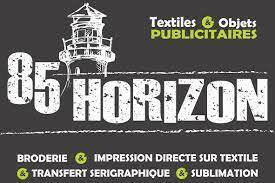 Textiles & Objets
PUBLICITAIRES
85 HORIZON
BRODERIE & IMPRESSION DIRECTE SUR TEXTILE
& TRANSFERT SERIGRAPHIQUE & SUBLIMATION